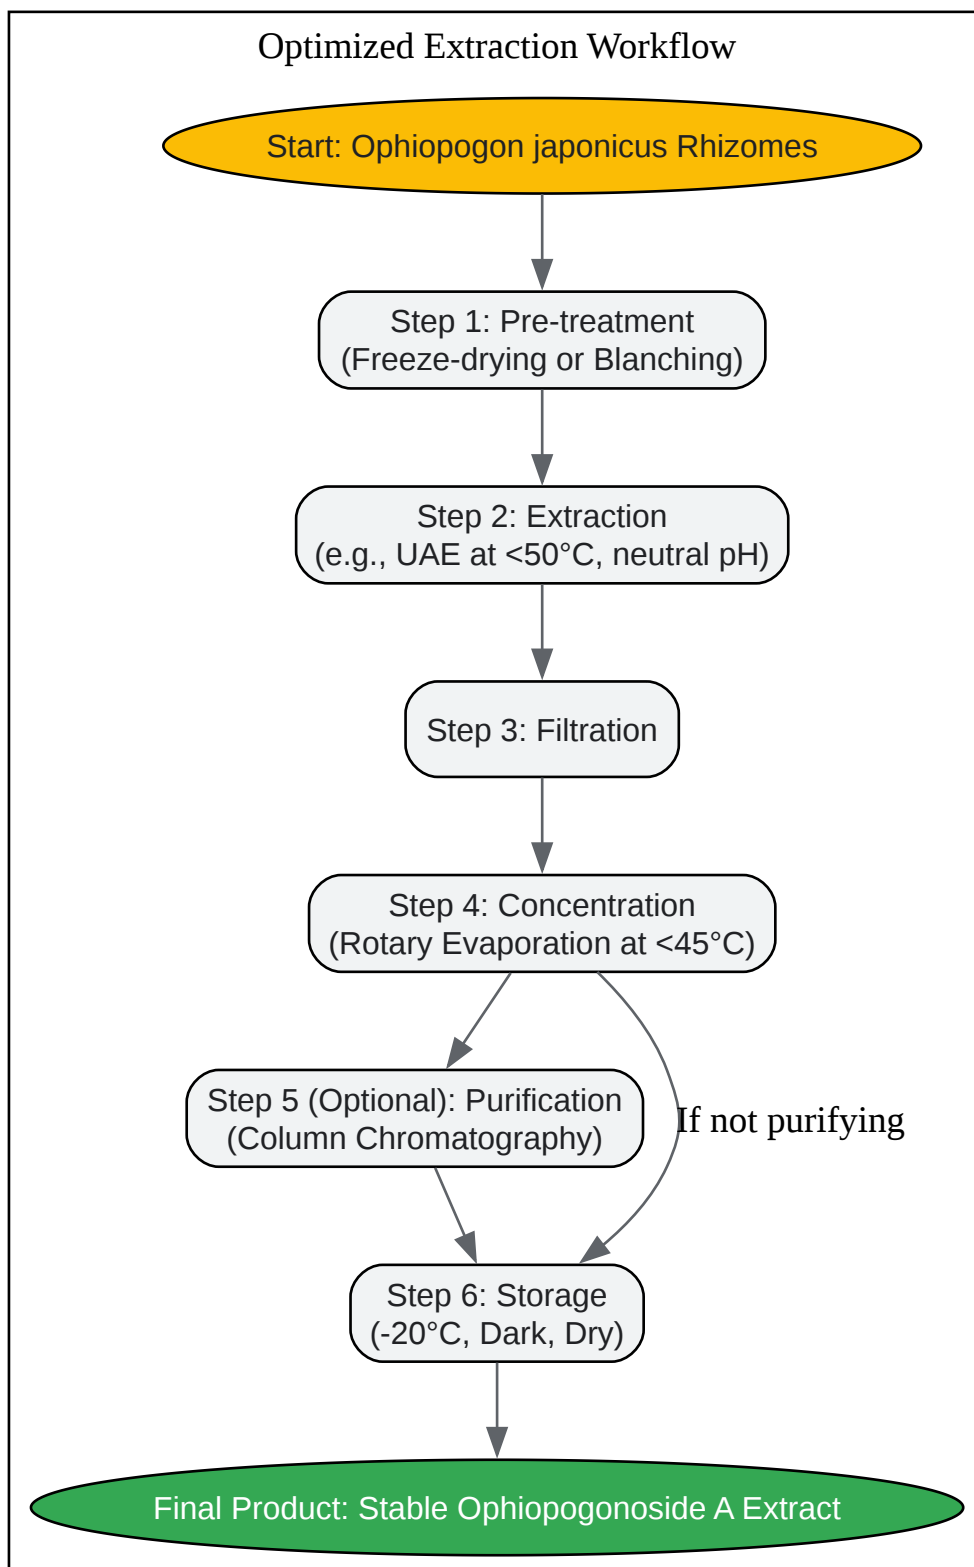 Optimized Extraction Workflow
Start: Ophiopogon japonicus Rhizomes
Step 1: Pre-treatment
(Freeze-drying or Blanching)
Step 2: Extraction
(e.g., UAE at <50°C, neutral pH)
Step 3: Filtration
Step 4: Concentration
(Rotary Evaporation at <45°C)
Step 5 (Optional): Purification
(Column Chromatography)
If not purifying
Step 6: Storage
(-20°C, Dark, Dry)
Final Product: Stable Ophiopogonoside A Extract